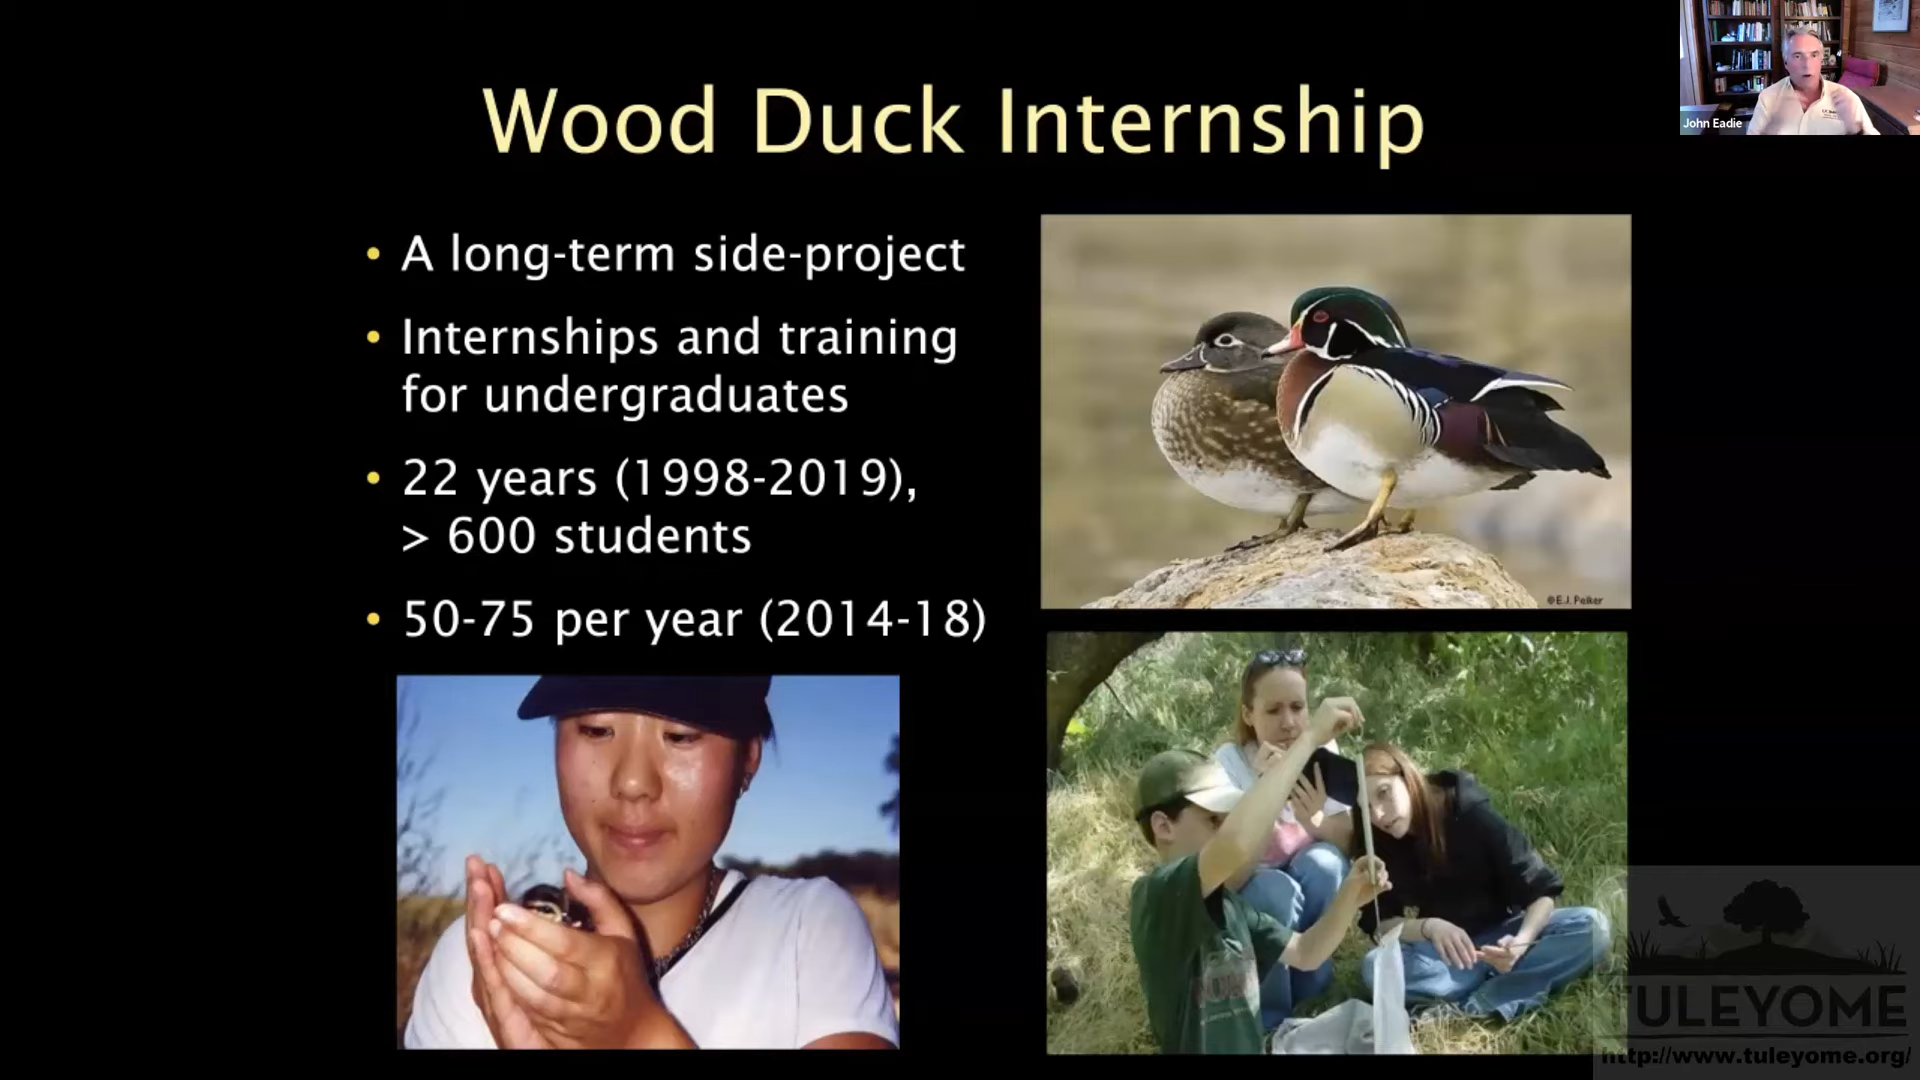 Wood Duck Internship
John Eadie
• A long-term side-project
• Internships and training
for undergraduates
• 22 years (1998-2019),
> 600 students
• 50-75 per year (2014-18)
©E.J. Peiker
TULEYOME
http://www.tuleyome.org/